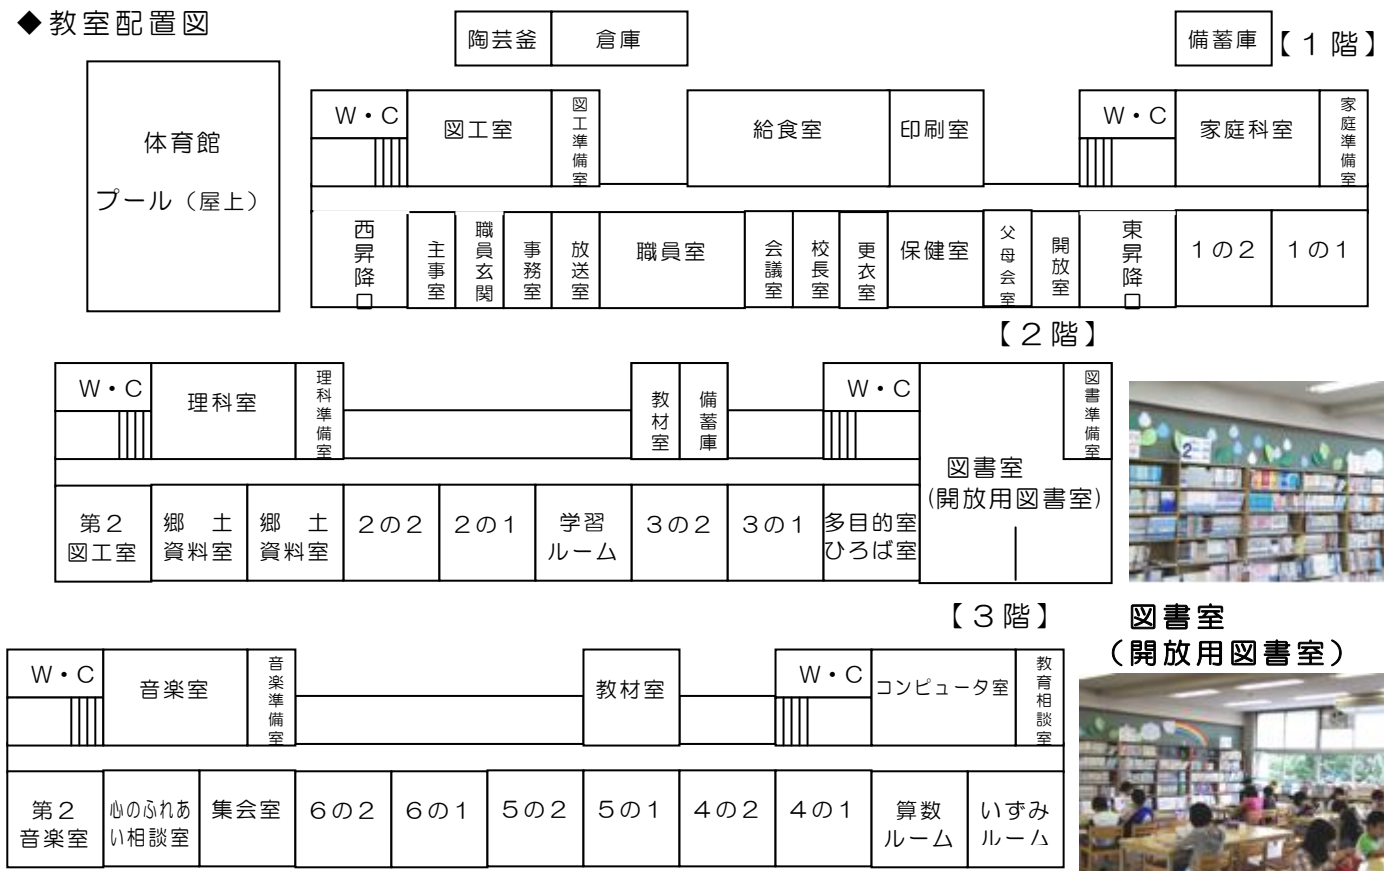 ◆教室配置図
陶芸釜
倉庫
備蓄庫
【1階】
体育館
プール（屋上）
W・C
図工室
図工準備室
給食室
印刷室
W・C
家庭科室
家庭準備室
西昇降口
主事室
職員玄関
事務室
放送室
職員室
会議室
校長室
更衣室
保健室
父母会室
開放室
東昇降口
1の2
1の1
【2階】
W・C
理科室
理科準備室
教材室
備蓄庫
W・C
図書準備室
図書室
(開放用図書室)
第2
図工室
郷　土
資料室
郷　土
資料室
2の2
2の1
学習
ルーム
3の2
3の1
多目的室
ひろば室
2
図書室
（開放用図書室）
【3階】
W・C
音楽室
音楽準備室
教材室
W・C
コンピュータ室
教育相談室
第2
音楽室
心のふれあ
い相談室
集会室
6の2
6の1
5の2
5の1
4の2
4の1
算数
ルーム
いずみ
ルーム